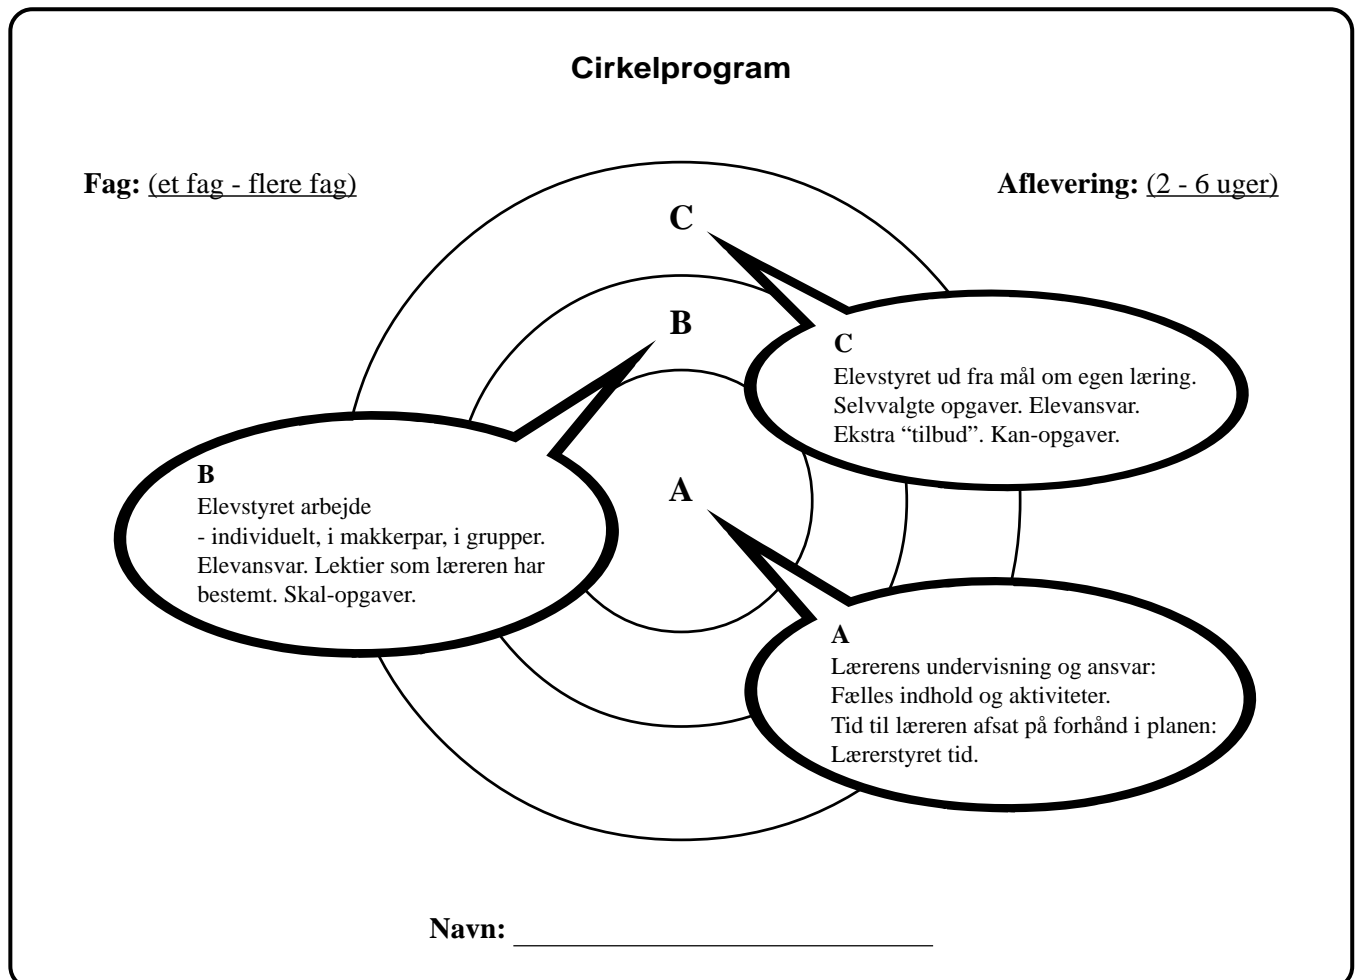 Cirkelprogram
Fag: (et fag - flere fag)
Aflevering: (2 - 6 uger)
C
B
A
C
Elevstyret ud fra mål om egen læring.
Selvvalgte opgaver. Elevansvar.
Ekstra “tilbud”. Kan-opgaver.
B
Elevstyret arbejde
- individuelt, i makkerpar, i grupper.
Elevansvar. Lektier som læreren har
bestemt. Skal-opgaver.
A
Lærerens undervisning og ansvar:
Fælles indhold og aktiviteter.
Tid til læreren afsat på forhånd i planen:
Lærerstyret tid.
Navn: